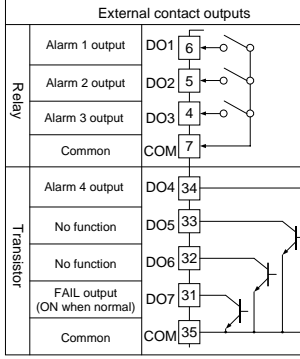 External contact outputs
Relay
Alarm 1 output DO1 6
Alarm 2 output DO2 5
Alarm 3 output DO3 4
Common COM 7
Transistor
Alarm 4 output DO4 34
No function DO5 33
No function DO6 32
FAIL output
(ON when normal) DO7 31
Common COM 35